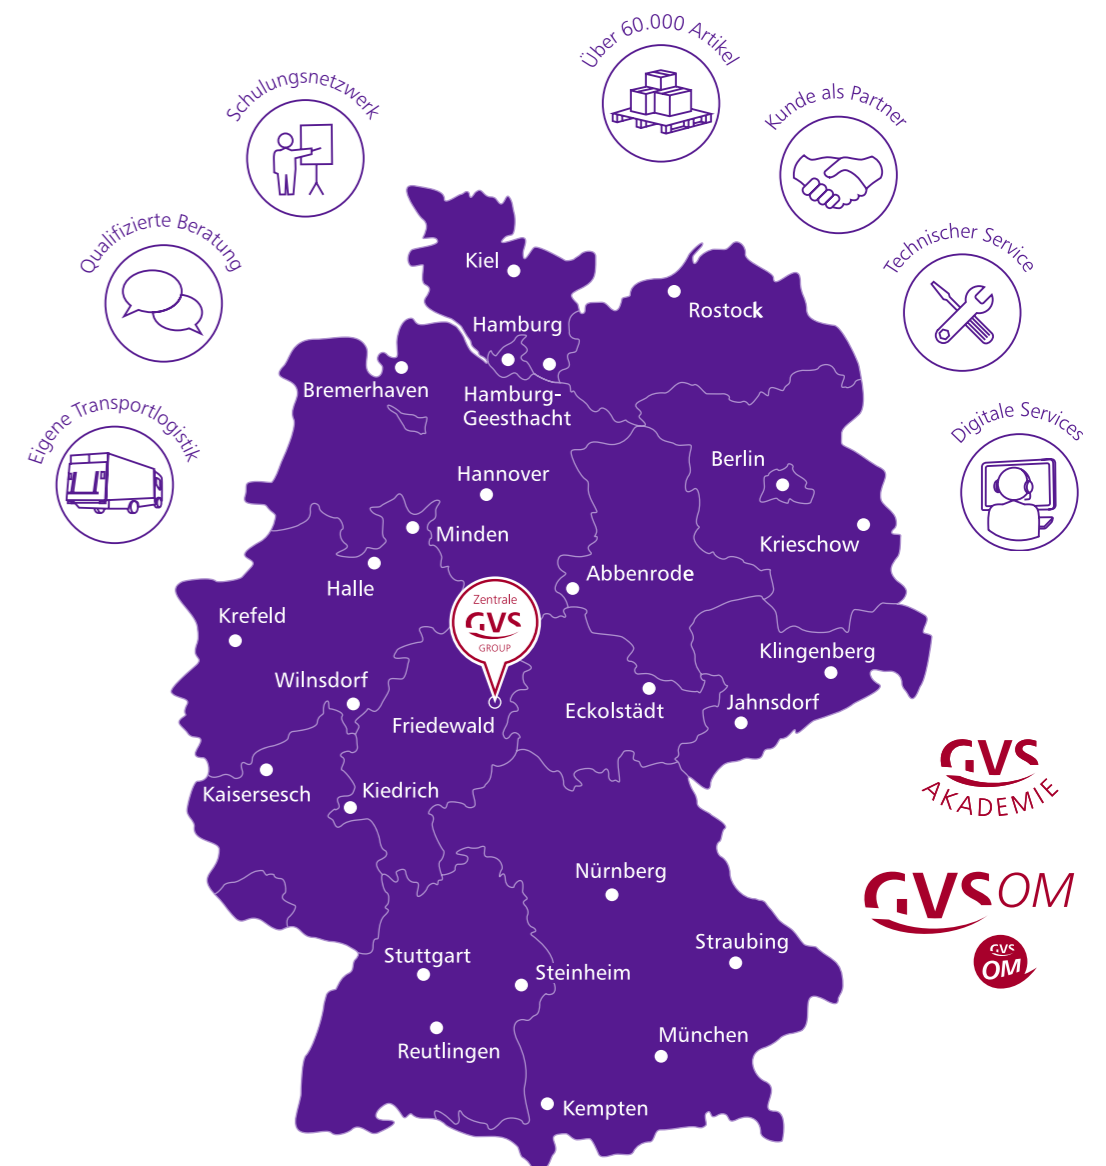 Über 60.000 Artikel
Schulungsnetzwerk
Kunde als Partner
Qualifizierte Beratung
Technischer Service
Eigene Transportlogistik
Digitale Services
Kiel
Rostock
Hamburg
Bremerhaven
Hamburg-
Geesthacht
Hannover
Berlin
Minden
Krieschow
Halle
Abbenrode
Krefeld
Zentrale
GVS
GROUP
Klingenberg
Wilnsdorf
Jahnsdorf
Eckolstädt
Friedewald
Kaisersesch
Kiedrich
GVS
AKADEMIE
Nürnberg
GVS OM
Straubing
Stuttgart
Steinheim
GVS
OM
München
Reutlingen
Kempten